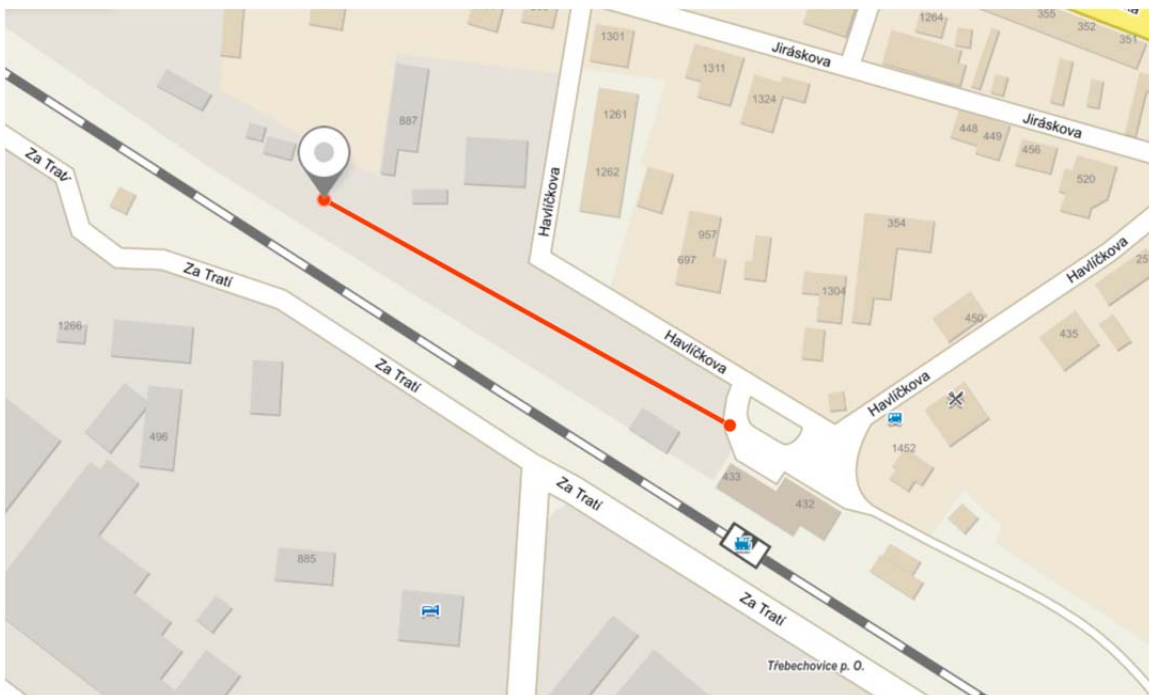 1264
355
352
351
1301
Jiráskova
1311
1324
1261
887
Jiráskova
448
449
456
1262
520
Za Tratí
Havlíčkova
957
354
697
Havlíčkova
Za Tratí
1304
450
1266
435
Havlíčkova
Za Tratí
Havlíčkova
496
1452
433
Za Tratí
432
885
Za Tratí
Třebechovice p. O.